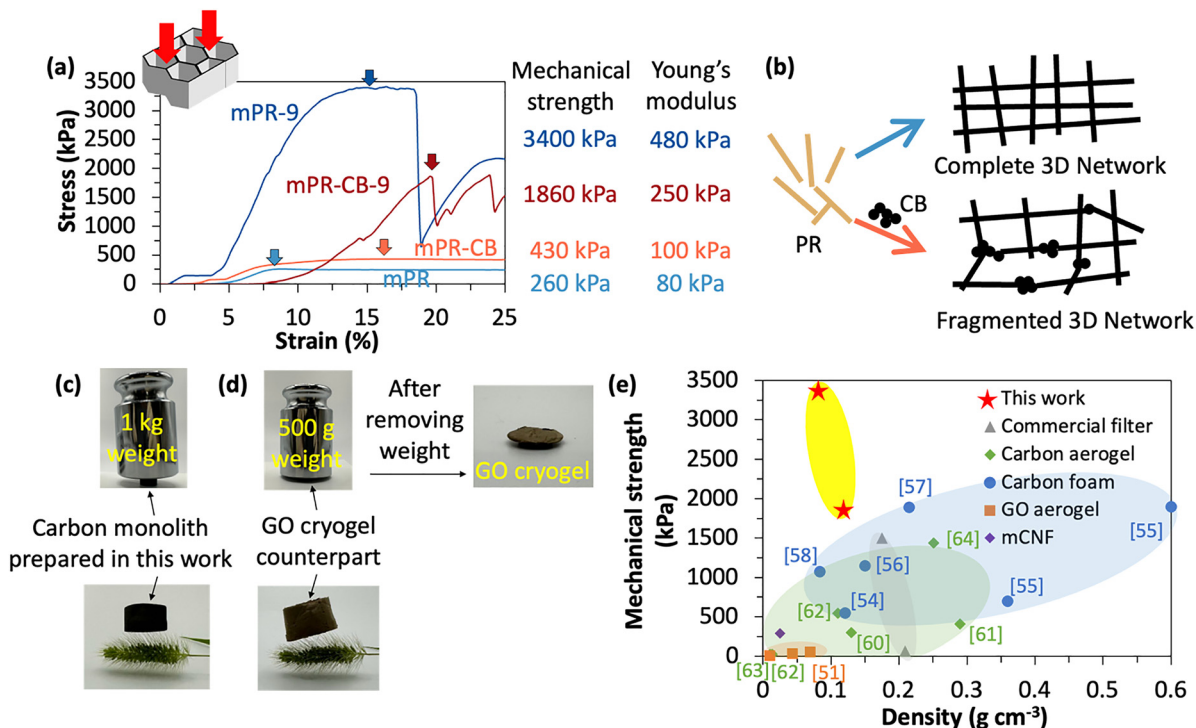 (a)
3500
3000
2500
2000
1500
1000
500
0
Stress (kPa)
0
5
10
15
20
25
Strain (%)
mPR-9
mPR-CB-9
mPR-CB
mPR
Mechanical
strength
3400 kPa
1860 kPa
430 kPa
260 kPa
Young's
modulus
480 kPa
250 kPa
100 kPa
80 kPa
(b)
PR
CB
Complete 3D Network
Fragmented 3D Network
(c)
1 kg
weight
Carbon monolith
prepared in this work
(d)
500 g
weight
After
removing
weight
GO cryogel
GO cryogel
counterpart
(e)
3500
3000
2500
2000
1500
1000
500
0
Mechanical strength
(kPa)
This work
Commercial filter
Carbon aerogel
Carbon foam
GO aerogel
mCNF
[57]
[55]
[64]
[58]
[56]
[55]
[62]
[54]
[60]
[61]
[63]
[62]
[51]
0
0.1
0.2
0.3
0.4
0.5
0.6
Density (g cm⁻³)